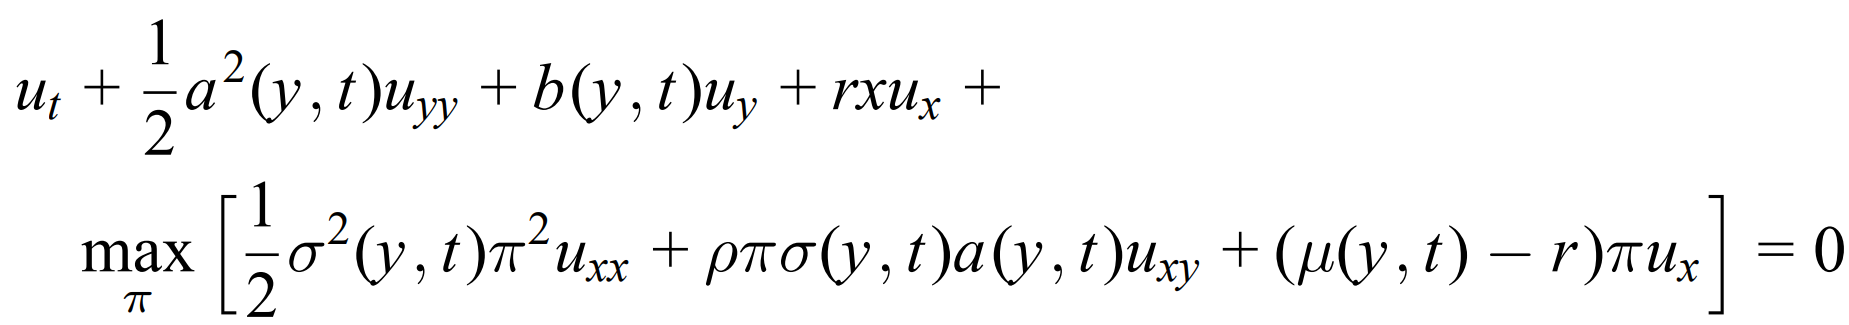 u_t + \frac{1}{2}a^2(y, t)u_{yy} + b(y, t)u_y + rxu_x +
\max_{\pi} \left[ \frac{1}{2}\sigma^2(y, t)\pi^2 u_{xx} + \rho\pi\sigma(y, t)a(y, t)u_{xy} + (\mu(y, t) - r)\pi u_x \right] = 0